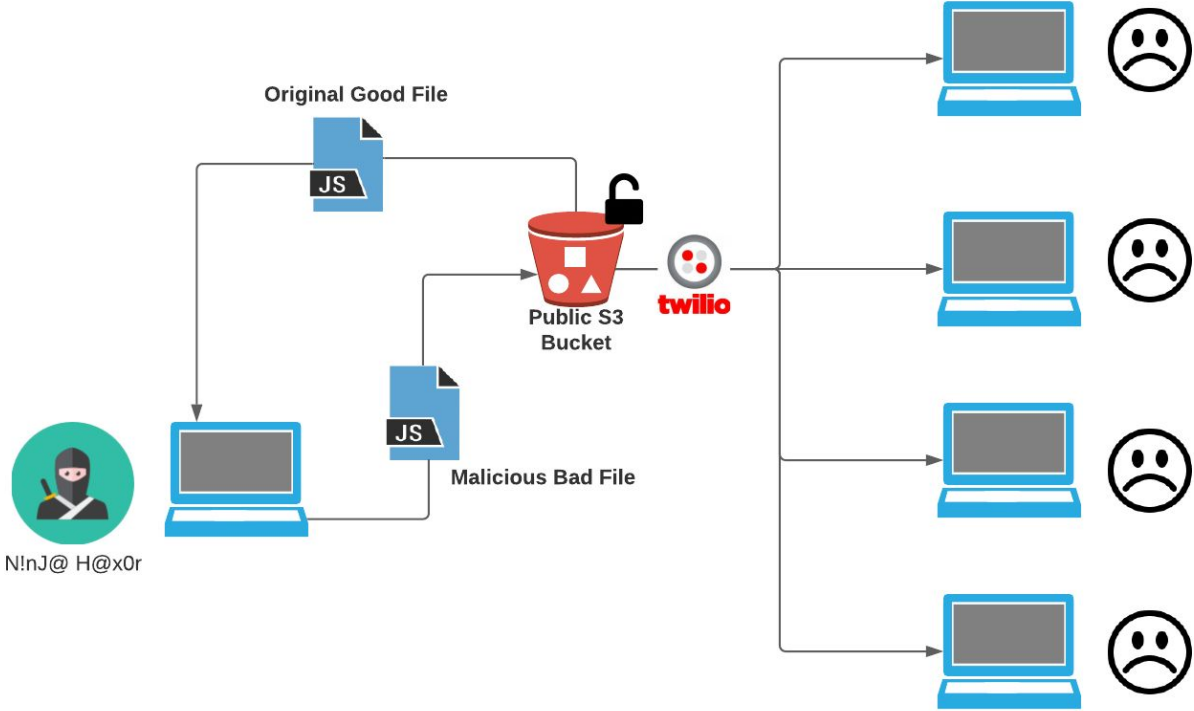 Original Good File
JS
twilio
Public S3
Bucket
JS
Malicious Bad File
N!nJ@ H@x0r